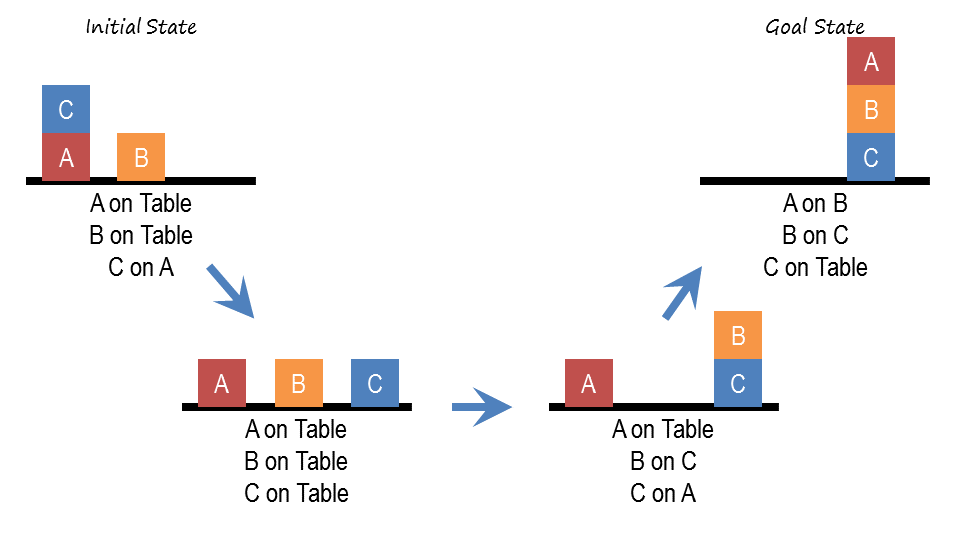 Initial State
Goal State
C
A
B
A on Table
B on Table
C on A
A
B
C
A on B
B on C
C on Table
A
B
C
A on Table
B on Table
C on Table
A
B
C
A on Table
B on C
C on A